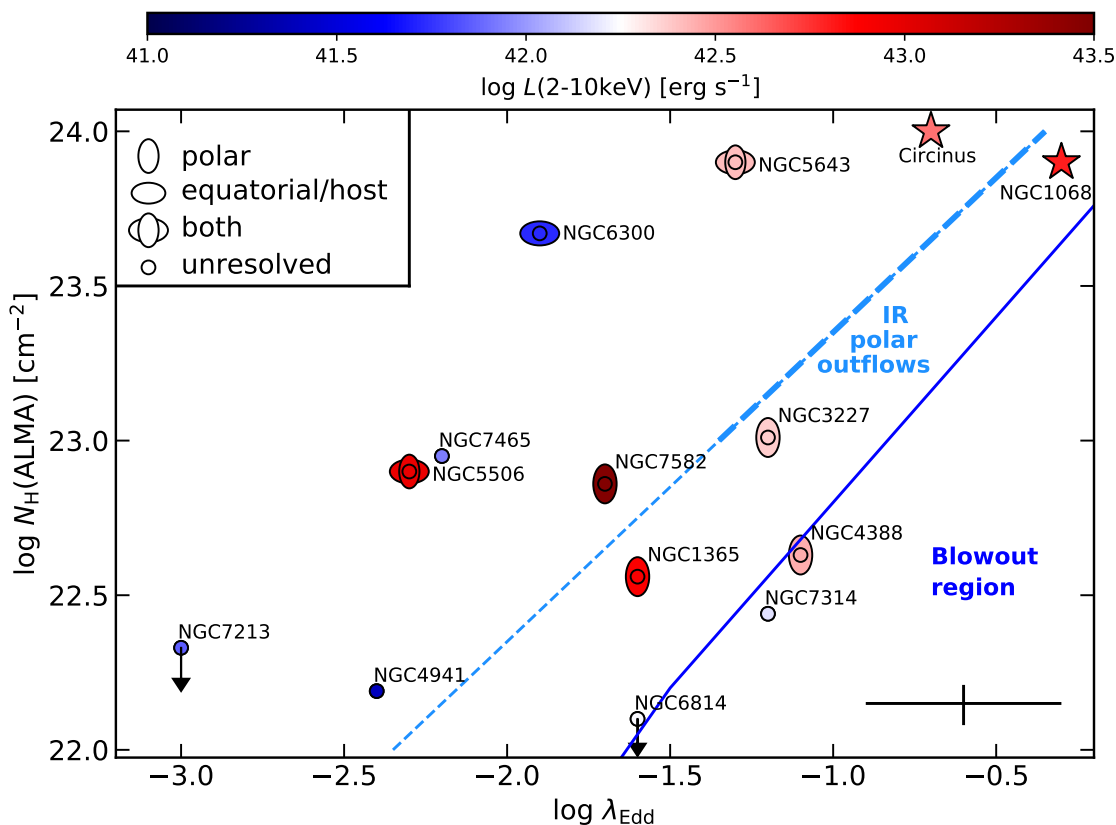 41.0 41.5 42.0 42.5 43.0 43.5
log L(2-10keV) [erg s⁻¹]
log N_H(ALMA) [cm⁻²]
24.0
23.5
23.0
22.5
22.0
polar
equatorial/host
both
unresolved
Circinus
NGC5643
NGC1068
NGC6300
IR
polar
outflows
NGC3227
NGC7465
NGC5506
NGC7582
NGC4388
NGC1365
Blowout
region
NGC7314
NGC7213
NGC4941
NGC6814
−3.0 −2.5 −2.0 −1.5 −1.0 −0.5
log λ_Edd